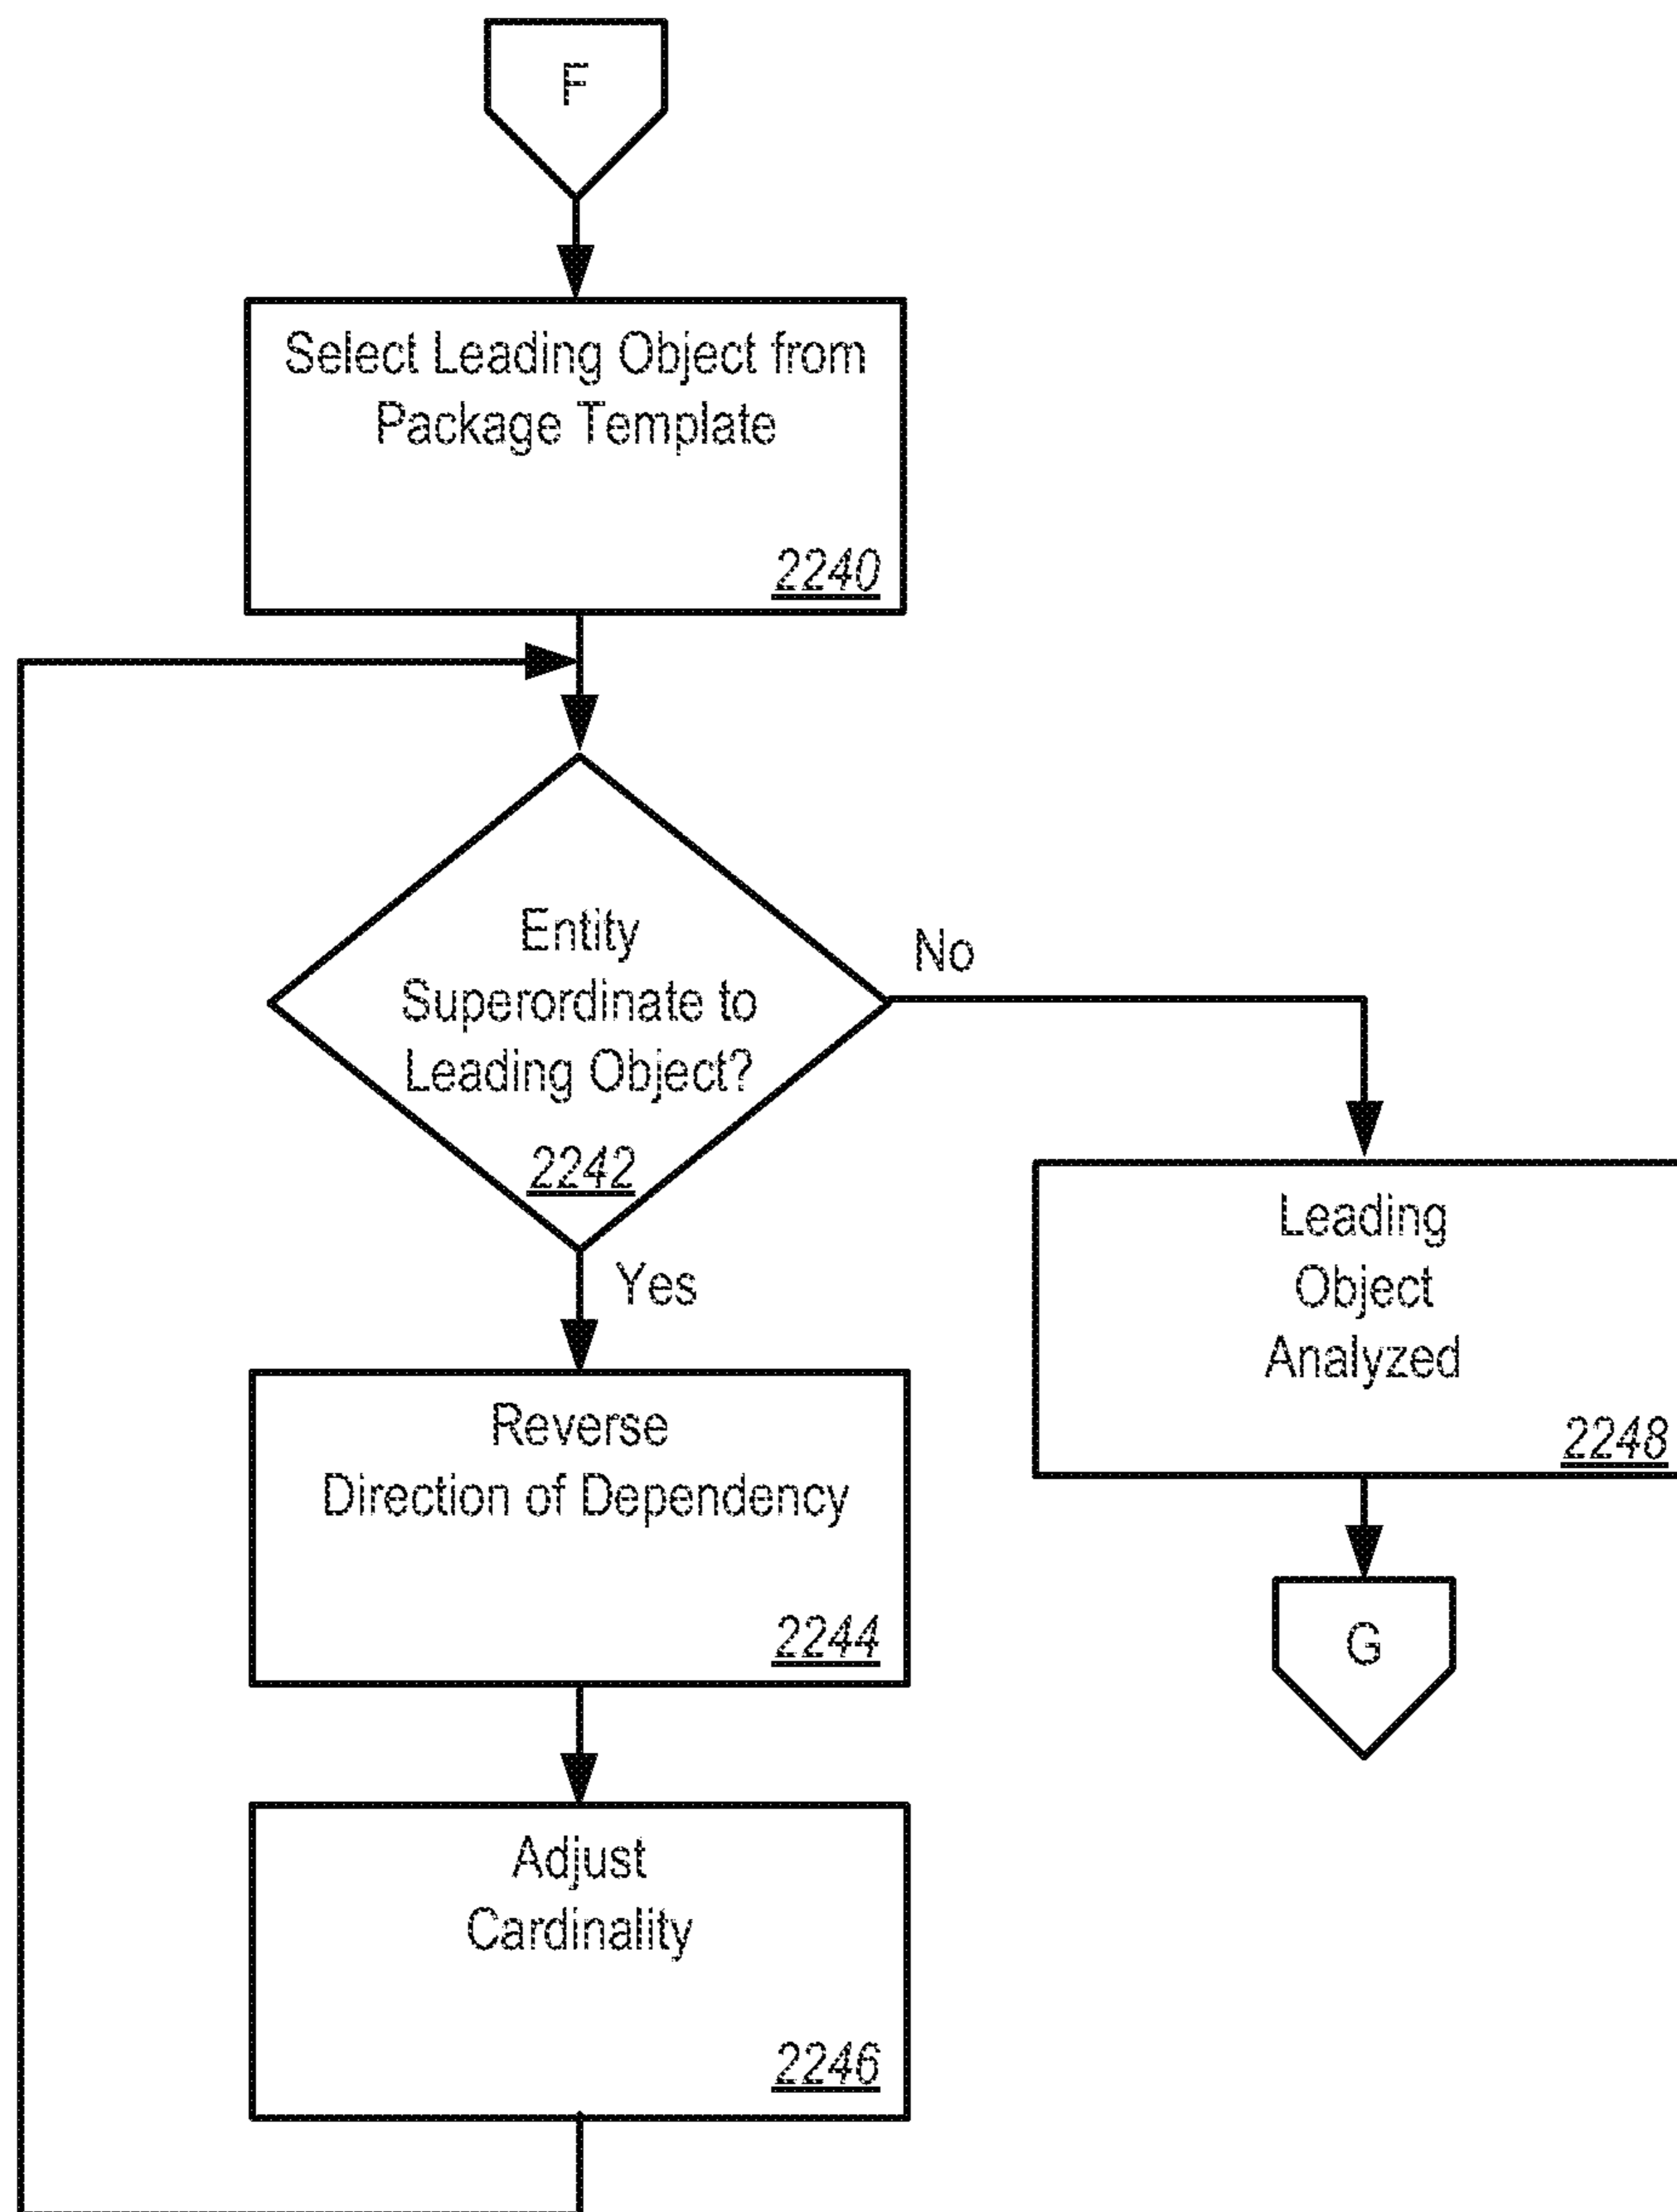 F
Select Leading Object from
Package Template
2240
Entity
Superordinate to
Leading Object?
2242
No
Yes
Leading
Object
Analyzed
2248
Reverse
Direction of Dependency
2244
G
Adjust
Cardinality
2246